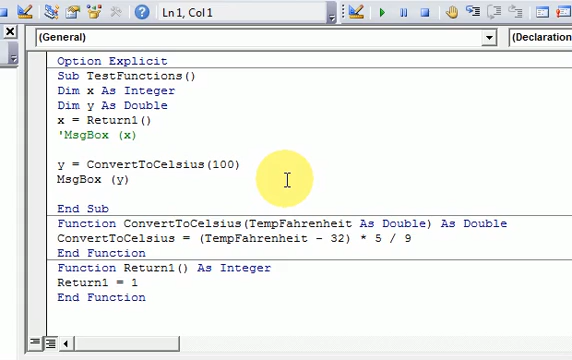 Ln 1, Col 1
(General)
(Declaration
Option Explicit
Sub TestFunctions()
Dim x As Integer
Dim y As Double
x = Return1()
'MsgBox (x)
y = ConvertToCelsius(100)
MsgBox (y)
End Sub
Function ConvertToCelsius(TempFahrenheit As Double) As Double
ConvertToCelsius = (TempFahrenheit - 32) * 5 / 9
End Function
Function Return1() As Integer
Return1 = 1
End Function